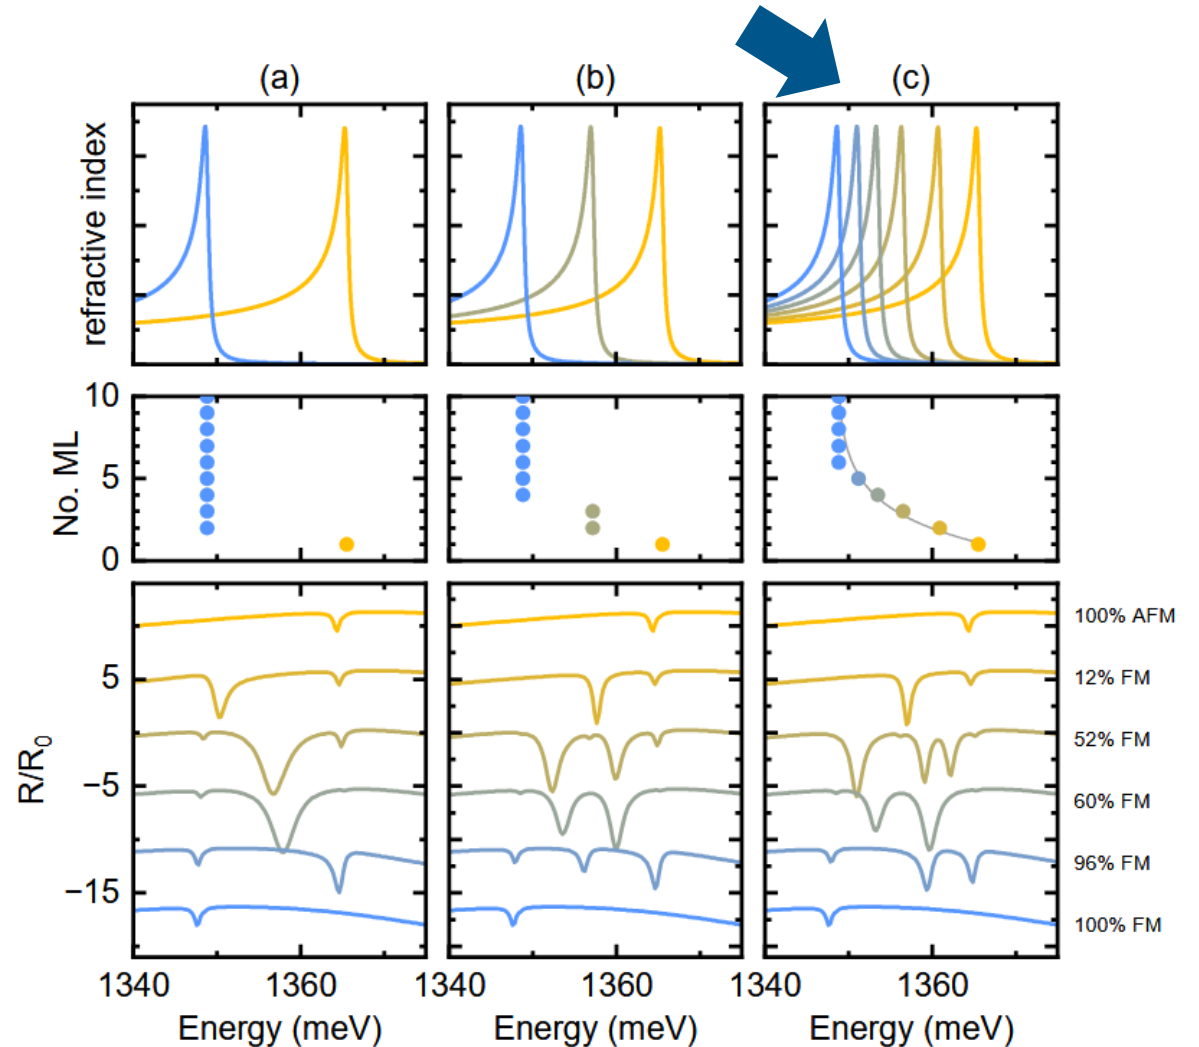 (a) (b) (c)
refractive index
No. ML
10
5
0
R/R₀
5
−5
−15
100% AFM
12% FM
52% FM
60% FM
96% FM
100% FM
1340 1360 1340 1360 1340 1360
Energy (meV) Energy (meV) Energy (meV)